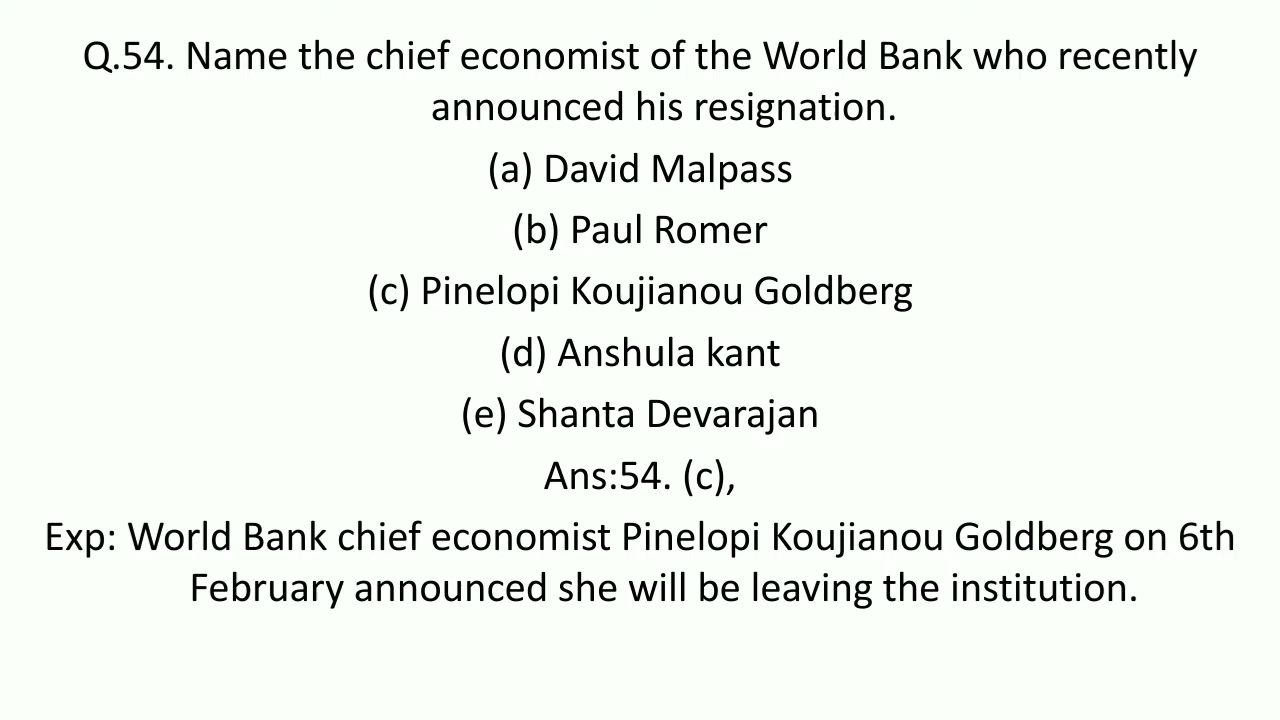 Q.54. Name the chief economist of the World Bank who recently
announced his resignation.
(a) David Malpass
(b) Paul Romer
(c) Pinelopi Koujianou Goldberg
(d) Anshula kant
(e) Shanta Devarajan
Ans:54. (c),
Exp: World Bank chief economist Pinelopi Koujianou Goldberg on 6th
February announced she will be leaving the institution.